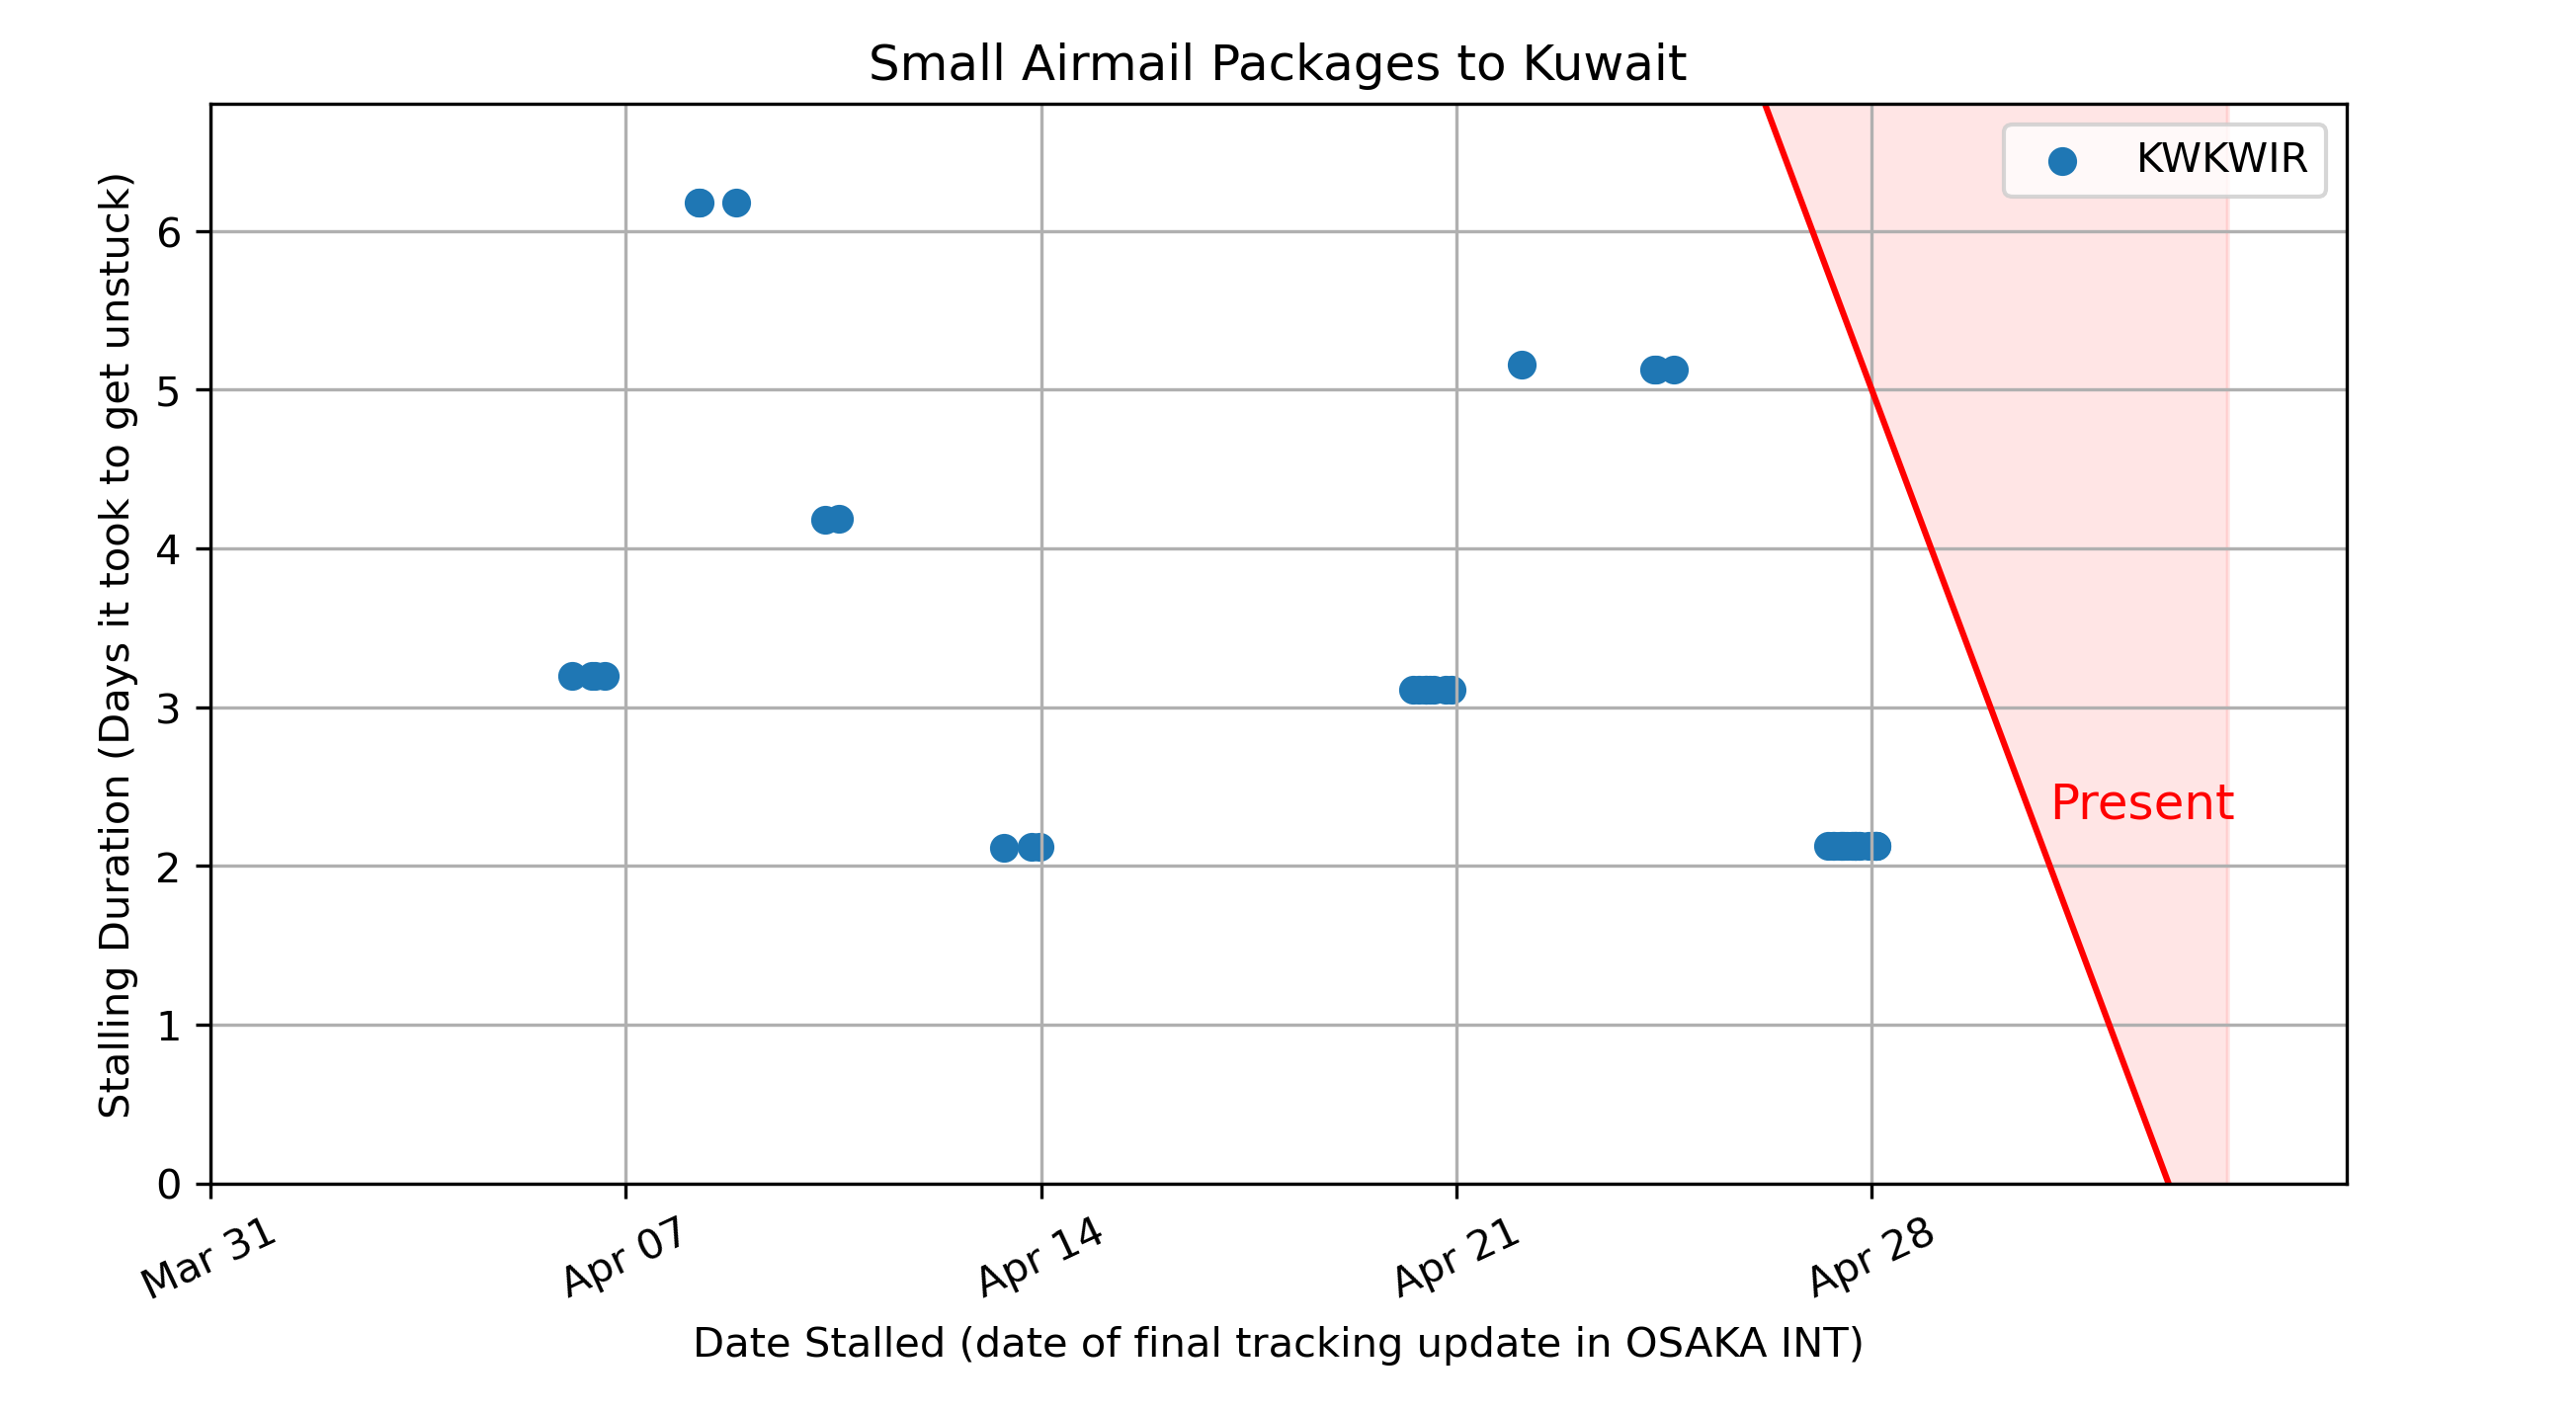 Small Airmail Packages to Kuwait
KWKWIR
Stalling Duration (Days it took to get unstuck)
6
5
4
3
2
1
0
Present
Mar 31
Apr 07
Apr 14
Apr 21
Apr 28
Date Stalled (date of final tracking update in OSAKA INT)